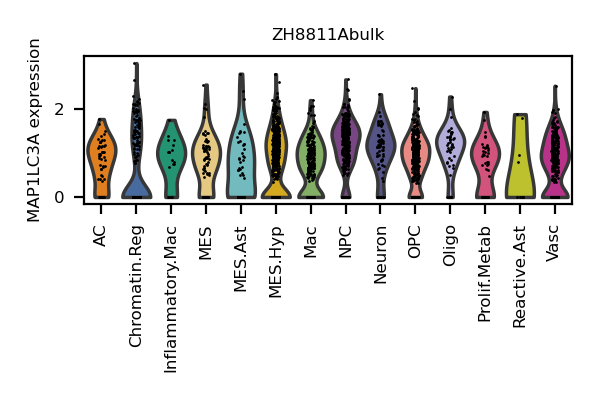 ZH8811Abulk
MAP1LC3A expression
2
0
AC
Chromatin.Reg
Inflammatory.Mac
MES
MES.Ast
MES.Hyp
Mac
NPC
Neuron
OPC
Oligo
Prolif.Metab
Reactive.Ast
Vasc